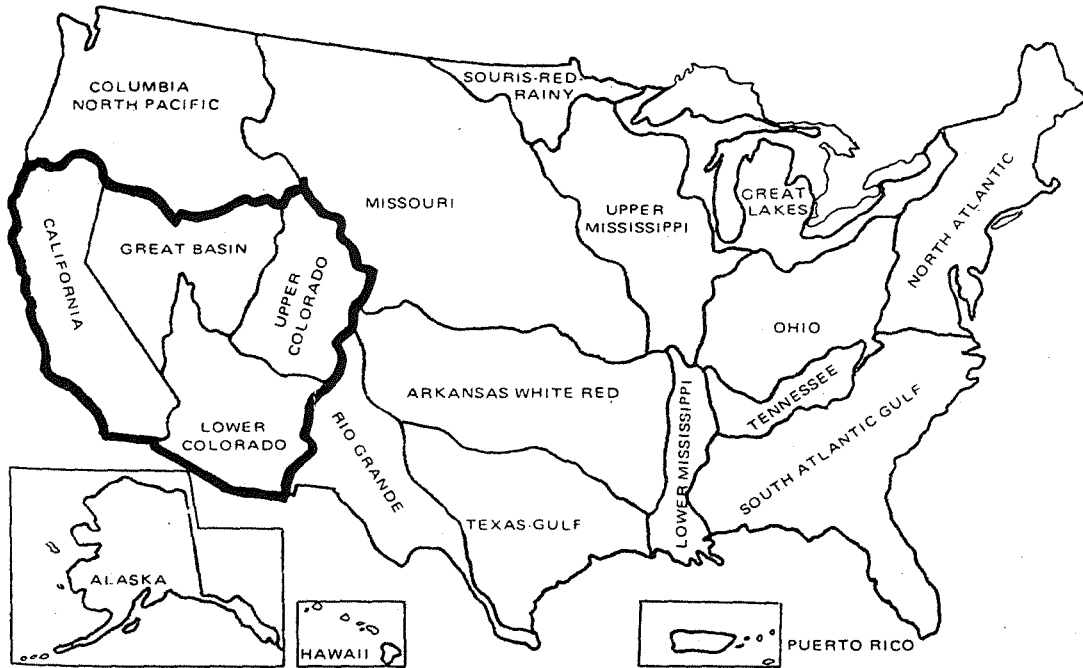 COLUMBIA
NORTH PACIFIC
SOURIS-RED-
RAINY
MISSOURI
UPPER
MISSISSIPPI
GREAT
LAKES
NORTH ATLANTIC
CALIFORNIA
GREAT BASIN
UPPER
COLORADO
OHIO
ARKANSAS WHITE RED
TENNESSEE
LOWER
COLORADO
RIO GRANDE
LOWER MISSISSIPPI
SOUTH ATLANTIC GULF
TEXAS-GULF
ALASKA
HAWAII
PUERTO RICO